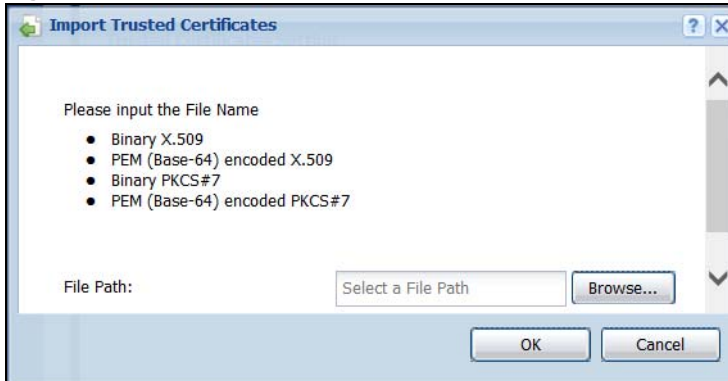 Import Trusted Certificates
Please input the File Name
● Binary X.509
● PEM (Base-64) encoded X.509
● Binary PKCS#7
● PEM (Base-64) encoded PKCS#7
File Path: Select a File Path Browse...
OK Cancel